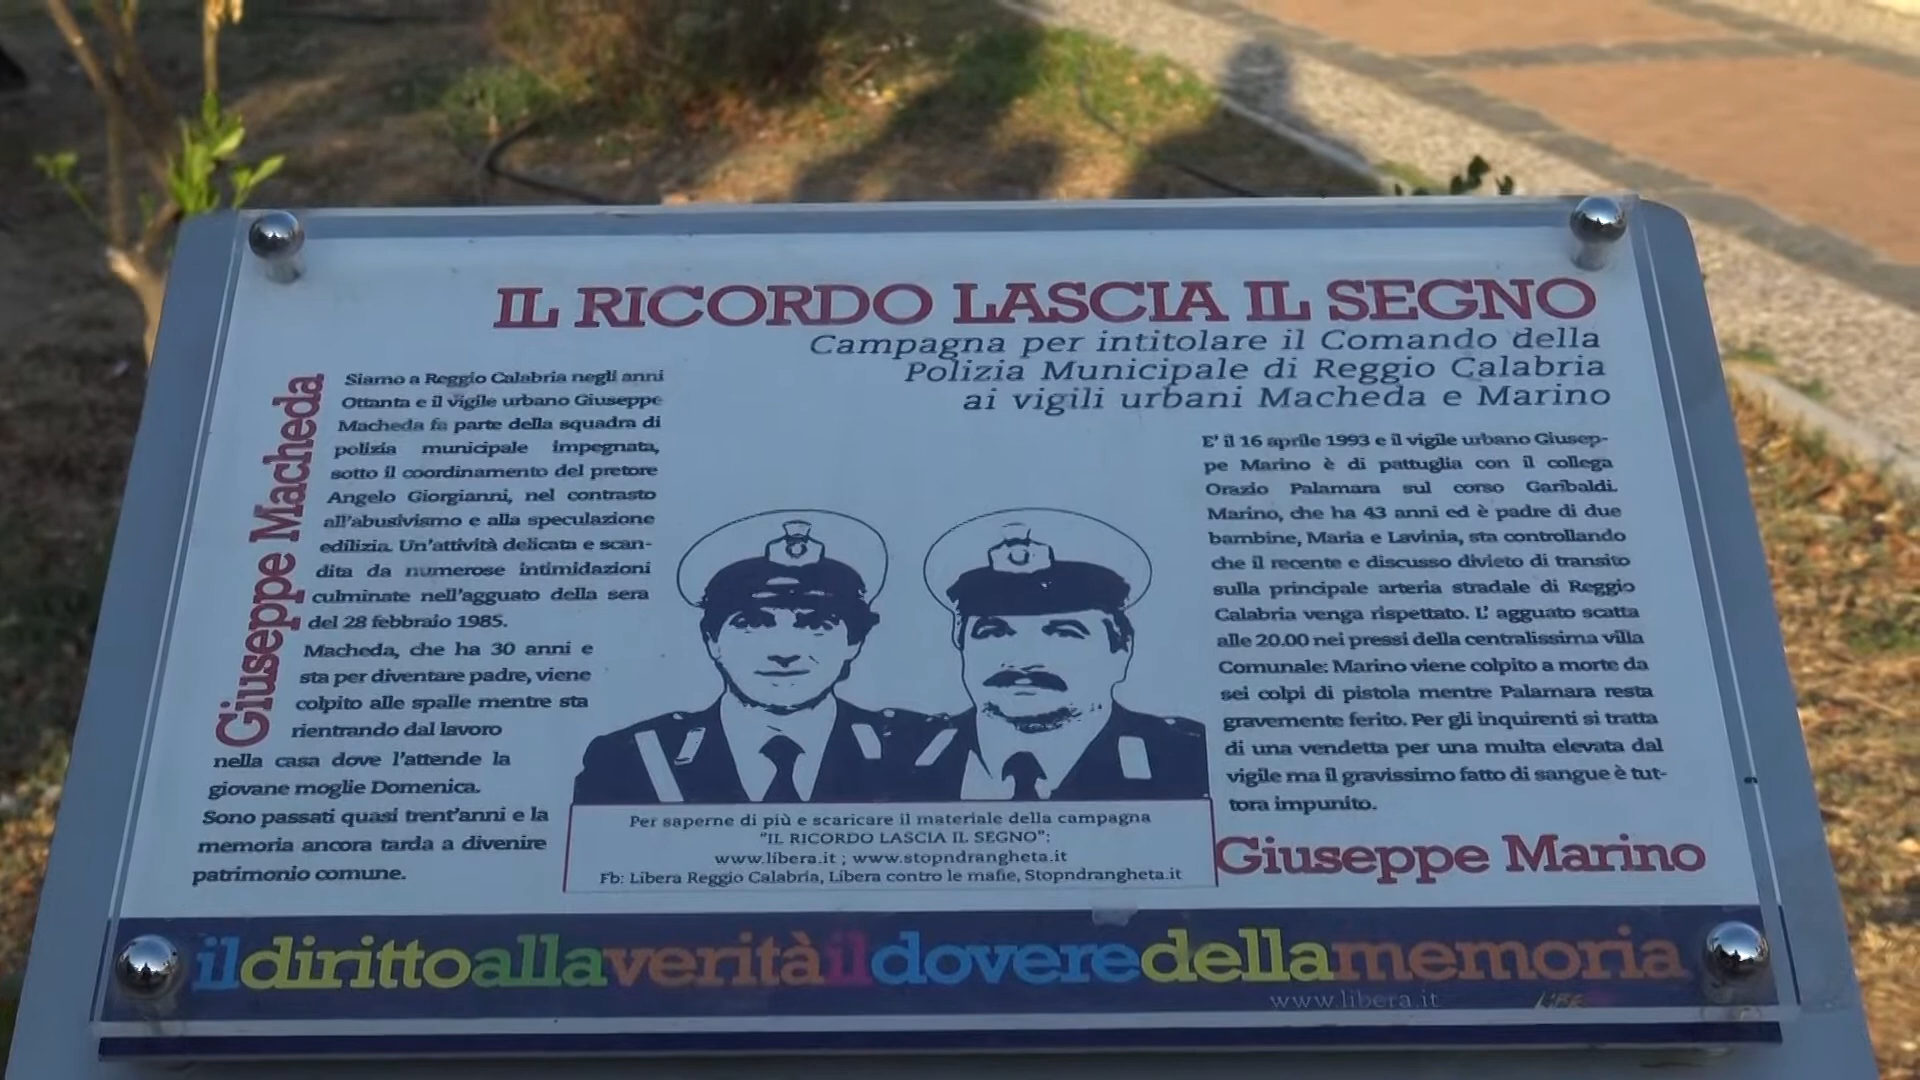 IL RICORDO LASCIA IL SEGNO
Campagna per intitolare il Comando della
Polizia Municipale di Reggio Calabria
ai vigili urbani Macheda e Marino
Giuseppe Macheda
Siamo a Reggio Calabria negli anni
Ottanta e il vigile urbano Giuseppe
Macheda fa parte della squadra di
polizia municipale impegnata,
sotto il coordinamento del pretore
Angelo Giorgianni, nel contrasto
all'abusivismo e alla speculazione
edilizia. Un'attività delicata e scan-
dita da numerose intimidazioni
culminate nell'agguato della sera
del 28 febbraio 1985.
Macheda, che ha 30 anni e
sta per diventare padre, viene
colpito alle spalle mentre sta
rientrando dal lavoro
nella casa dove l'attende la
giovane moglie Domenica.
Sono passati quasi trent'anni e la
memoria ancora tarda a divenire
patrimonio comune.
E' il 16 aprile 1993 e il vigile urbano Giusep-
pe Marino è di pattuglia con il collega
Orazio Palamara sul corso Garibaldi.
Marino, che ha 43 anni ed è padre di due
bambine, Maria e Lavinia, sta controllando
che il recente e discusso divieto di transito
sulla principale arteria stradale di Reggio
Calabria venga rispettato. L' agguato scatta
alle 20.00 nei pressi della centralissima villa
Comunale: Marino viene colpito a morte da
sei colpi di pistola mentre Palamara resta
gravemente ferito. Per gli inquirenti si tratta
di una vendetta per una multa elevata dal
vigile ma il gravissimo fatto di sangue è tut-
tora impunito.
Giuseppe Marino
Per saperne di più e scaricare il materiale della campagna
"IL RICORDO LASCIA IL SEGNO":
www.libera.it ; www.stopndrangheta.it
Fb: Libera Reggio Calabria, Libera contro le mafie, Stopndrangheta.it
ildirittoallaveritàildoveredellamemoria
www.libera.it